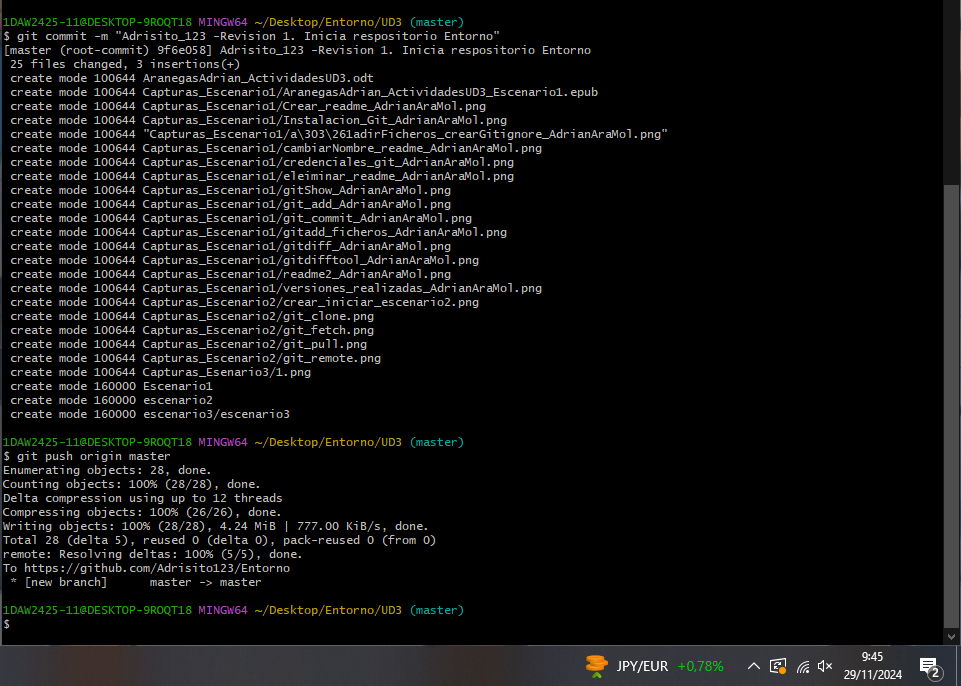 1DAW2425-11@DESKTOP-9ROQT18 MINGW64 ~/Desktop/Entorno/UD3 (master)
$ git commit -m "Adrisito_123 -Revision 1. Inicia respositorio Entorno"
[master (root-commit) 9f6e058] Adrisito_123 -Revision 1. Inicia respositorio Entorno
 25 files changed, 3 insertions(+)
 create mode 100644 AranegasAdrian_ActividadesUD3.odt
 create mode 100644 Capturas_Escenario1/AranegasAdrian_ActividadesUD3_Escenario1.epub
 create mode 100644 Capturas_Escenario1/Crear_readme_AdrianAraMol.png
 create mode 100644 Capturas_Escenario1/Instalacion_Git_AdrianAraMol.png
 create mode 100644 "Capturas_Escenario1/a\303\261adirFicheros_crearGitignore_AdrianAraMol.png"
 create mode 100644 Capturas_Escenario1/cambiarNombre_readme_AdrianAraMol.png
 create mode 100644 Capturas_Escenario1/credenciales_git_AdrianAraMol.png
 create mode 100644 Capturas_Escenario1/eleiminar_readme_AdrianAraMol.png
 create mode 100644 Capturas_Escenario1/gitShow_AdrianAraMol.png
 create mode 100644 Capturas_Escenario1/git_add_AdrianAraMol.png
 create mode 100644 Capturas_Escenario1/git_commit_AdrianAraMol.png
 create mode 100644 Capturas_Escenario1/gitadd_ficheros_AdrianAraMol.png
 create mode 100644 Capturas_Escenario1/gitdiff_AdrianAraMol.png
 create mode 100644 Capturas_Escenario1/gitdifftool_AdrianAraMol.png
 create mode 100644 Capturas_Escenario1/readme2_AdrianAraMol.png
 create mode 100644 Capturas_Escenario1/versiones_realizadas_AdrianAraMol.png
 create mode 100644 Capturas_Escenario2/crear_iniciar_escenario2.png
 create mode 100644 Capturas_Escenario2/git_clone.png
 create mode 100644 Capturas_Escenario2/git_fetch.png
 create mode 100644 Capturas_Escenario2/git_pull.png
 create mode 100644 Capturas_Escenario2/git_remote.png
 create mode 100644 Capturas_Esenario3/1.png
 create mode 160000 Escenario1
 create mode 160000 escenario2
 create mode 160000 escenario3/escenario3
1DAW2425-11@DESKTOP-9ROQT18 MINGW64 ~/Desktop/Entorno/UD3 (master)
$ git push origin master
Enumerating objects: 28, done.
Counting objects: 100% (28/28), done.
Delta compression using up to 12 threads
Compressing objects: 100% (26/26), done.
Writing objects: 100% (28/28), 4.24 MiB | 777.00 KiB/s, done.
Total 28 (delta 5), reused 0 (delta 0), pack-reused 0 (from 0)
remote: Resolving deltas: 100% (5/5), done.
To https://github.com/Adrisito123/Entorno
 * [new branch]      master -> master
1DAW2425-11@DESKTOP-9ROQT18 MINGW64 ~/Desktop/Entorno/UD3 (master)
$
JPY/EUR +0,78%
9:45
29/11/2024
2